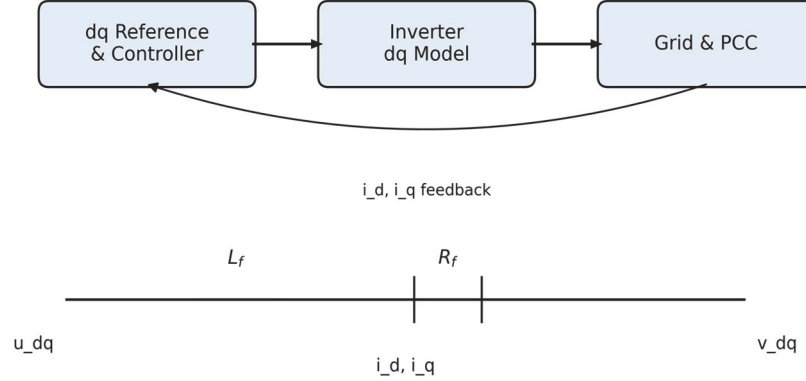 dq Reference
& Controller
Inverter
dq Model
Grid & PCC
i_d, i_q feedback
L_f
R_f
u_dq
v_dq
i_d, i_q